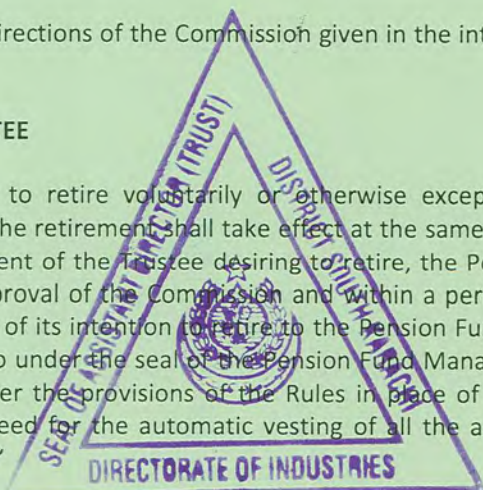 irections of the Commission given in the int
TEE
to retire voluntarily or otherwise excep
he retirement shall take effect at the same
ent of the Trustee desiring to retire, the Pe
proval of the Commission and within a per
of its intention to retire to the Pension Fu
o under the seal of the Pension Fund Mana
er the provisions of the Rules in place of
eed for the automatic vesting of all the a
SEAL OF ASSISTANT DIRECTOR (TRUST)
DISTRICT SOUTH KARACHI
DIRECTORATE OF INDUSTRIES